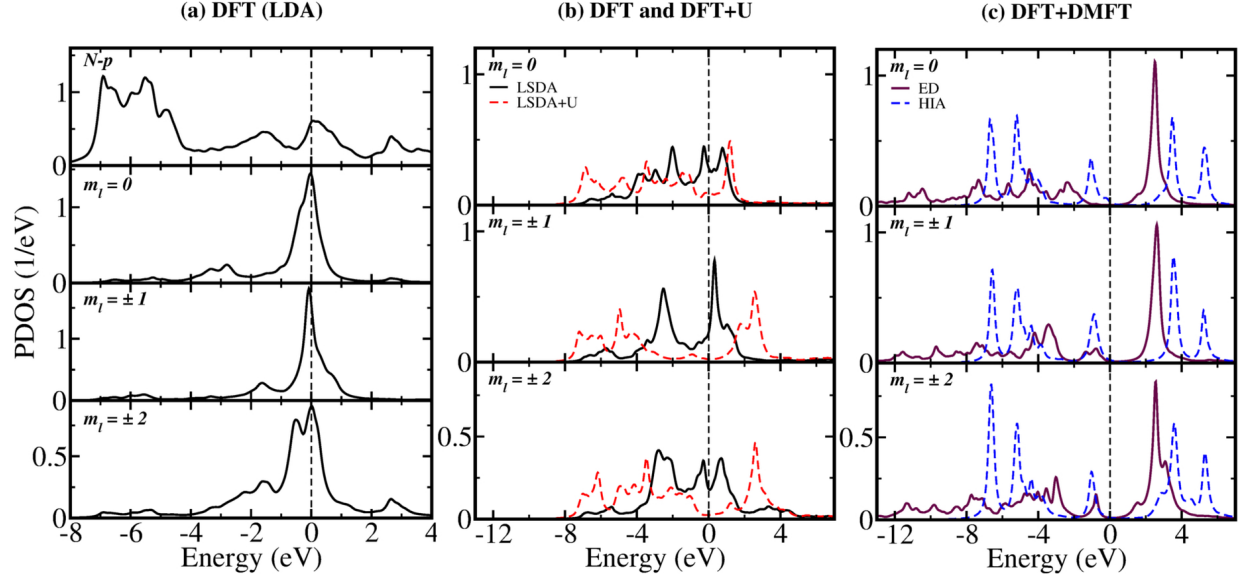 (a) DFT (LDA)
(b) DFT and DFT+U
(c) DFT+DMFT
PDOS (1/eV)
N-p
1
0
m_l = 0
1
0
m_l = ± 1
1
0
m_l = ± 2
0.5
0
-8 -6 -4 -2 0 2 4
Energy (eV)
m_l = 0
LSDA
LSDA+U
1
0
m_l = ± 1
1
0
m_l = ± 2
0.5
0
-12 -8 -4 0 4
Energy (eV)
m_l = 0
ED
HIA
1
0
m_l = ± 1
1
0
m_l = ± 2
0.5
0
-12 -8 -4 0 4
Energy (eV)